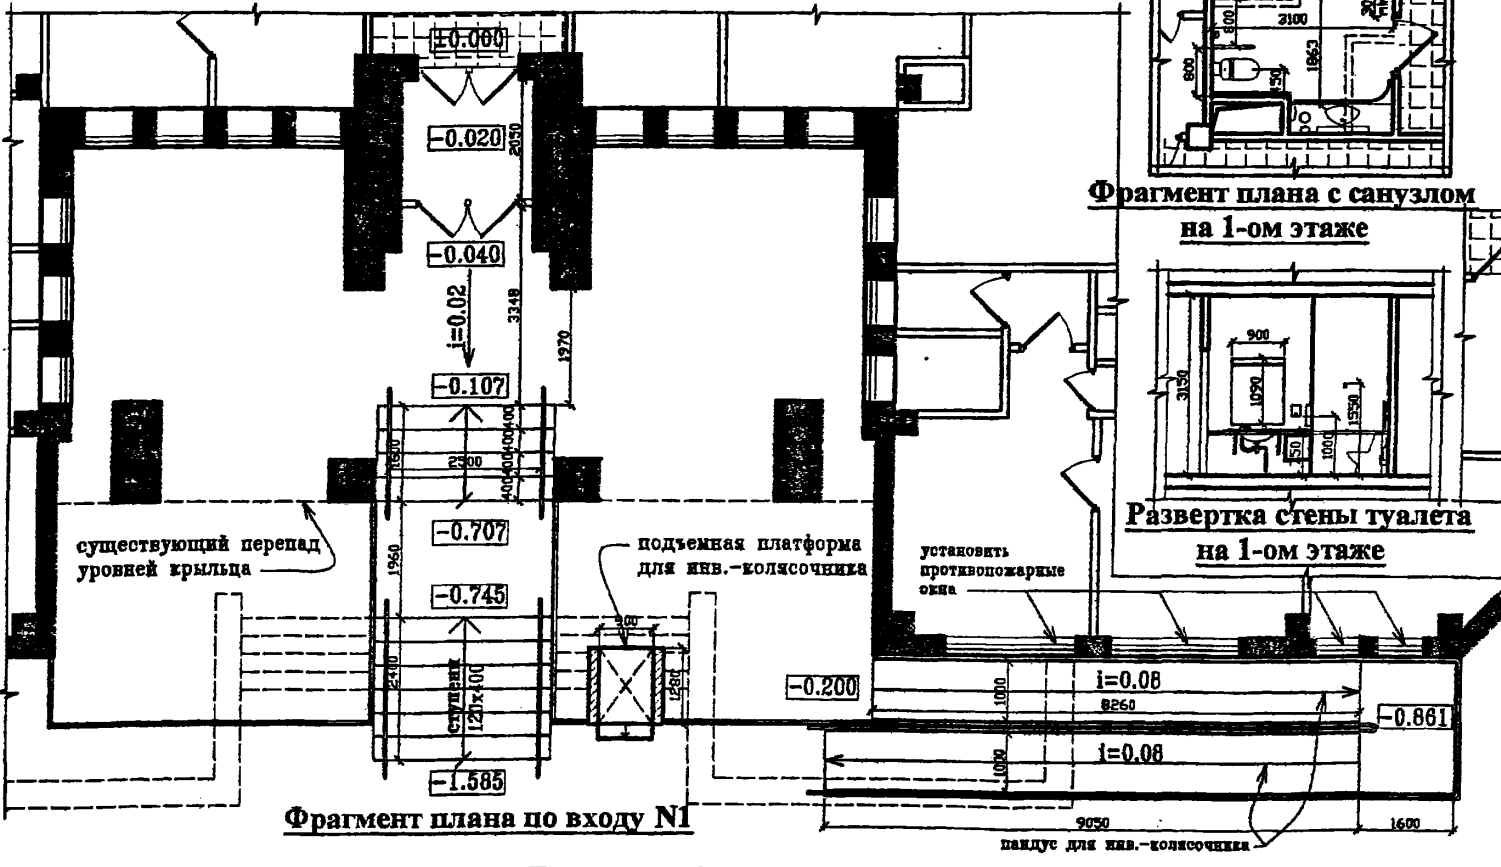 ±0.000
-0.020
2050
-0.040
i=0.02
3348
1970
-0.107
1600
2500
400 400 400 400
-0.707
существующий перепад
уровней крыльца
1960
-0.745
подъемная платформа
для инв.-колясочника
900
1280
2400
ступени
120х400
-1.585
Фрагмент плана по входу N1
установить
противопожарные
окна
-0.200
1000
i=0.08
8260
-0.861
1000
i=0.08
9050
1600
пандус для инв.-колясочника
2100
800
800
1863
Фрагмент плана с санузлом
на 1-ом этаже
900
3150
1090
1550
1000
Развертка стены туалета
на 1-ом этаже